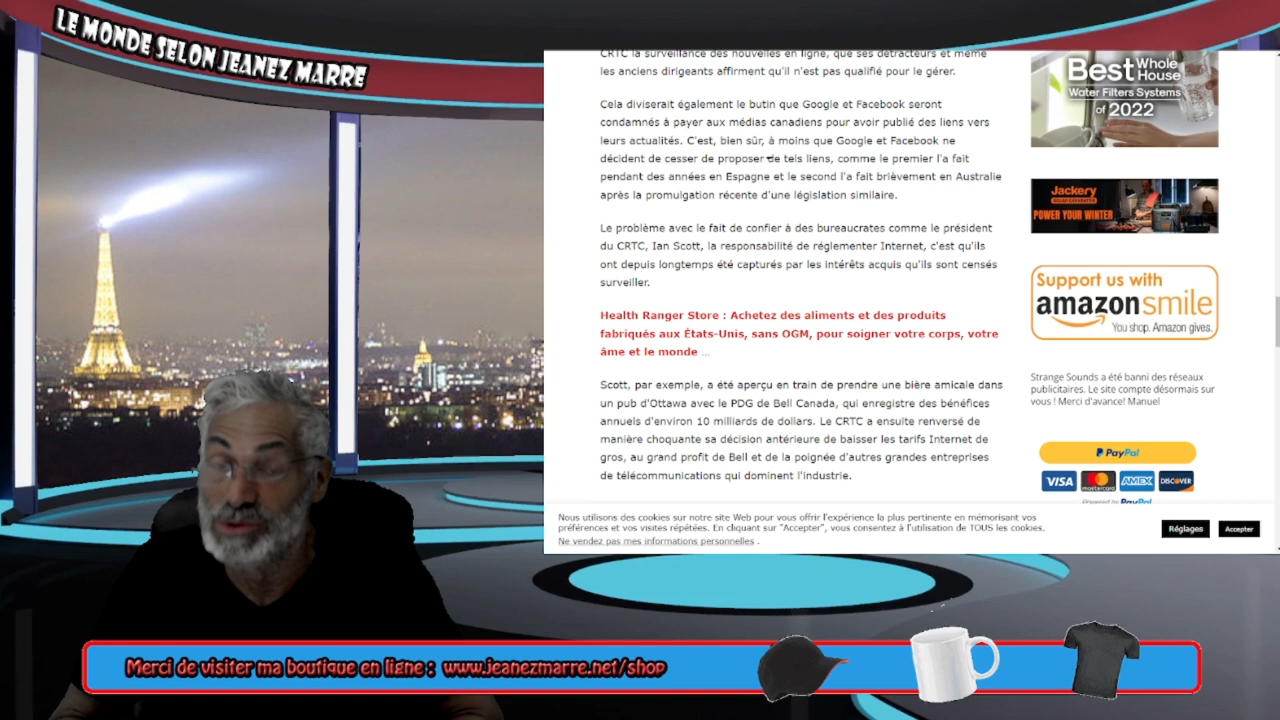 LE MONDE SELON JEANEZ MARRE
CRTC la surveillance des nouvelles en ligne, que ses détracteurs et même
les anciens dirigeants affirment qu'il n'est pas qualifié pour le gérer.
Cela diviserait également le butin que Google et Facebook seront
condamnés à payer aux médias canadiens pour avoir publié des liens vers
leurs actualités. C'est, bien sûr, à moins que Google et Facebook ne
décident de cesser de proposer de tels liens, comme le premier l'a fait
pendant des années en Espagne et le second l'a fait brièvement en Australie
après la promulgation récente d'une législation similaire.
Le problème avec le fait de confier à des bureaucrates comme le président
du CRTC, Ian Scott, la responsabilité de réglementer Internet, c'est qu'ils
ont depuis longtemps été capturés par les intérêts acquis qu'ils sont censés
surveiller.
Health Ranger Store : Achetez des aliments et des produits
fabriqués aux États-Unis, sans OGM, pour soigner votre corps, votre
âme et le monde ...
Scott, par exemple, a été aperçu en train de prendre une bière amicale dans
un pub d'Ottawa avec le PDG de Bell Canada, qui enregistre des bénéfices
annuels d'environ 10 milliards de dollars. Le CRTC a ensuite renversé de
manière choquante sa décision antérieure de baisser les tarifs Internet de
gros, au grand profit de Bell et de la poignée d'autres grandes entreprises
de télécommunications qui dominent l'industrie.
Best Whole
House
Water Filters Systems
of 2022
Jackery
SOLAR GENERATOR
POWER YOUR WINTER
Support us with
amazonsmile
You shop. Amazon gives.
Strange Sounds a été banni des réseaux
publicitaires. Le site compte désormais sur
vous ! Merci d'avance! Manuel
PayPal
VISA mastercard AMEX DISCOVER
Powered by PayPal
Nous utilisons des cookies sur notre site Web pour vous offrir l'expérience la plus pertinente en mémorisant vos
préférences et vos visites répétées. En cliquant sur "Accepter", vous consentez à l'utilisation de TOUS les cookies.
Ne vendez pas mes informations personnelles .
Réglages
Accepter
Merci de visiter ma boutique en ligne : www.jeanezmarre.net/shop